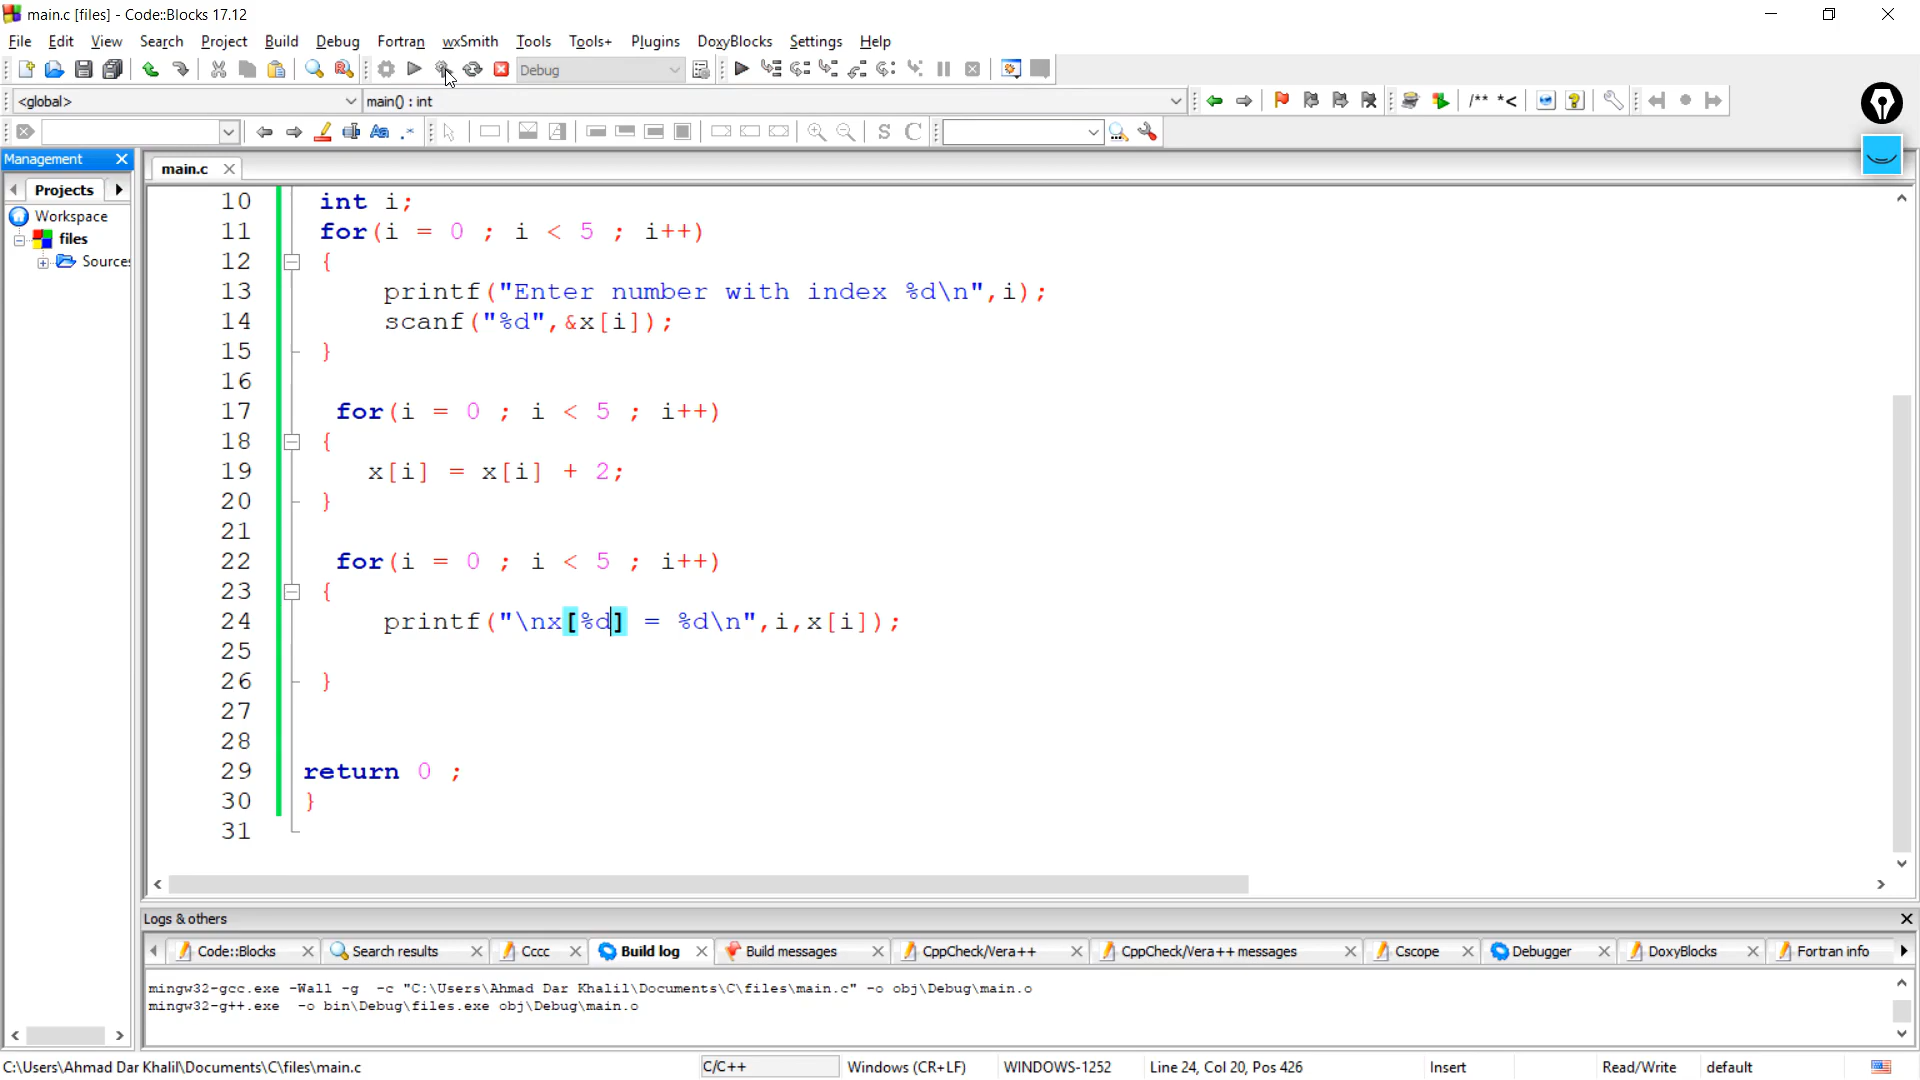 main.c [files] - Code::Blocks 17.12
File Edit View Search Project Build Debug Fortran wxSmith Tools Tools+ Plugins DoxyBlocks Settings Help
Debug
<global> main() : int /** *<
Management
main.c
Projects
Workspace
files
Sources
10 int i;
11 for(i = 0 ; i < 5 ; i++)
12 {
13 printf("Enter number with index %d\n",i);
14 scanf("%d",&x[i]);
15 }
16
17 for(i = 0 ; i < 5 ; i++)
18 {
19 x[i] = x[i] + 2;
20 }
21
22 for(i = 0 ; i < 5 ; i++)
23 {
24 printf("\nx[%d] = %d\n",i,x[i]);
25
26 }
27
28
29 return 0 ;
30 }
31
Logs & others
Code::Blocks Search results Cccc Build log Build messages CppCheck/Vera++ CppCheck/Vera++ messages Cscope Debugger DoxyBlocks Fortran info
mingw32-gcc.exe -Wall -g -c "C:\Users\Ahmad Dar Khalil\Documents\C\files\main.c" -o obj\Debug\main.o
mingw32-g++.exe -o bin\Debug\files.exe obj\Debug\main.o
C:\Users\Ahmad Dar Khalil\Documents\C\files\main.c C/C++ Windows (CR+LF) WINDOWS-1252 Line 24, Col 20, Pos 426 Insert Read/Write default